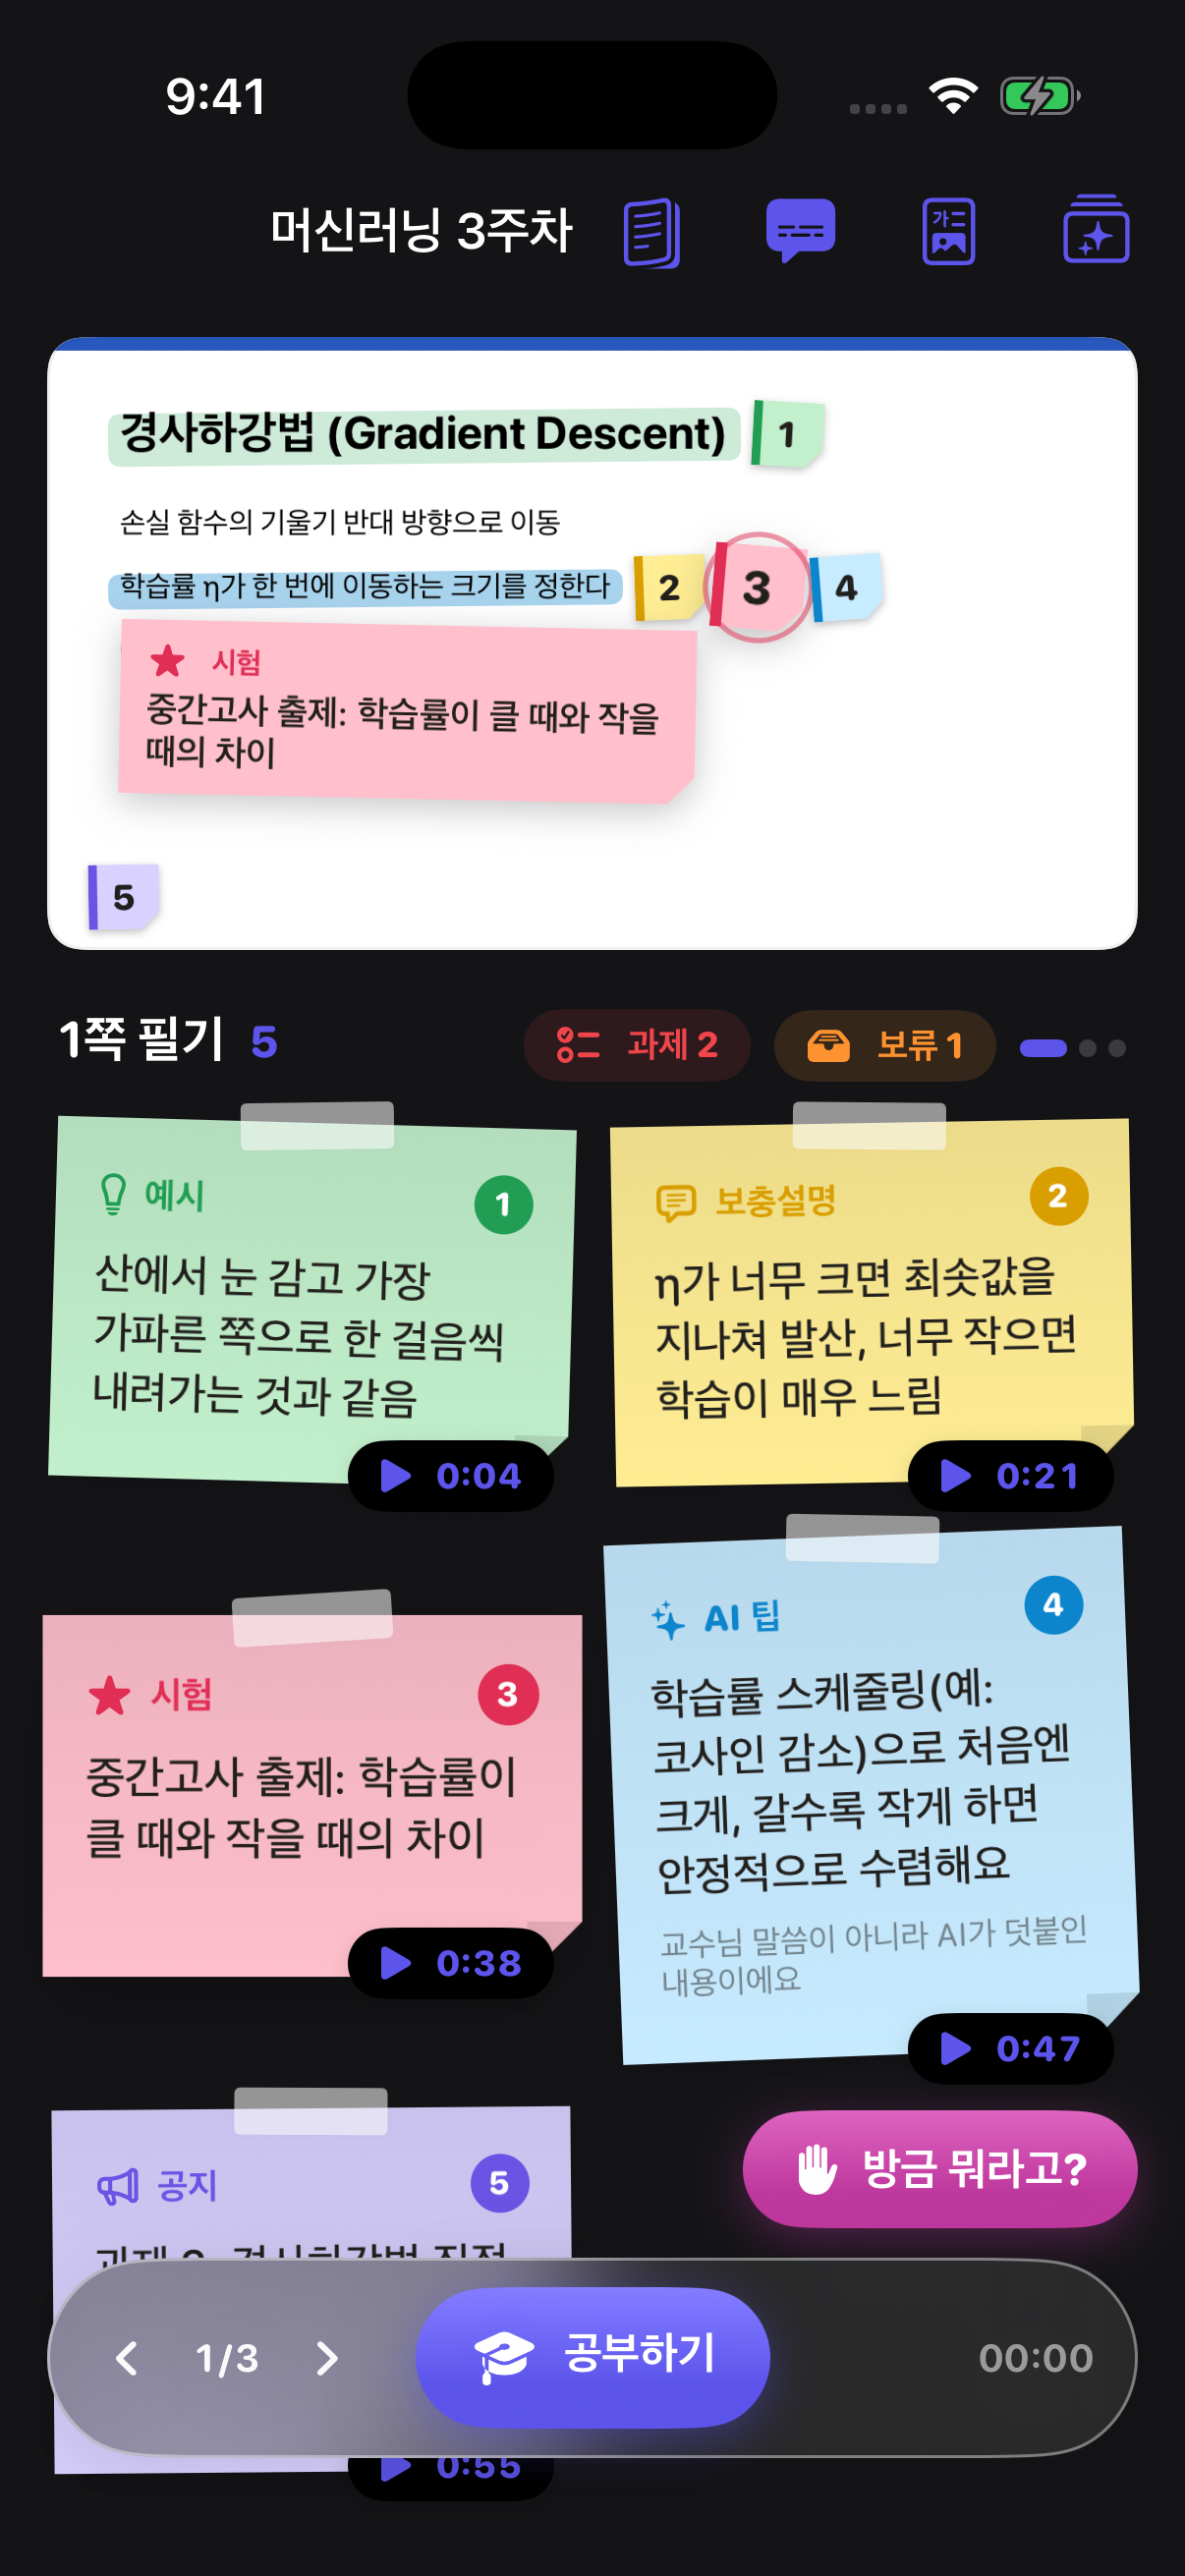 9:41
머신러닝 3주차
가
경사하강법 (Gradient Descent)
1
손실 함수의 기울기 반대 방향으로 이동
학습률 η가 한 번에 이동하는 크기를 정한다
2
3
4
시험
중간고사 출제: 학습률이 클 때와 작을
때의 차이
5
1쪽 필기 5
과제 2
보류 1
예시
1
산에서 눈 감고 가장
가파른 쪽으로 한 걸음씩
내려가는 것과 같음
0:04
보충설명
2
η가 너무 크면 최솟값을
지나쳐 발산, 너무 작으면
학습이 매우 느림
0:21
시험
3
중간고사 출제: 학습률이
클 때와 작을 때의 차이
0:38
AI 팁
4
학습률 스케줄링(예:
코사인 감소)으로 처음엔
크게, 갈수록 작게 하면
안정적으로 수렴해요
교수님 말씀이 아니라 AI가 덧붙인
내용이에요
0:47
공지
5
방금 뭐라고?
1/3
공부하기
00:00
0:55